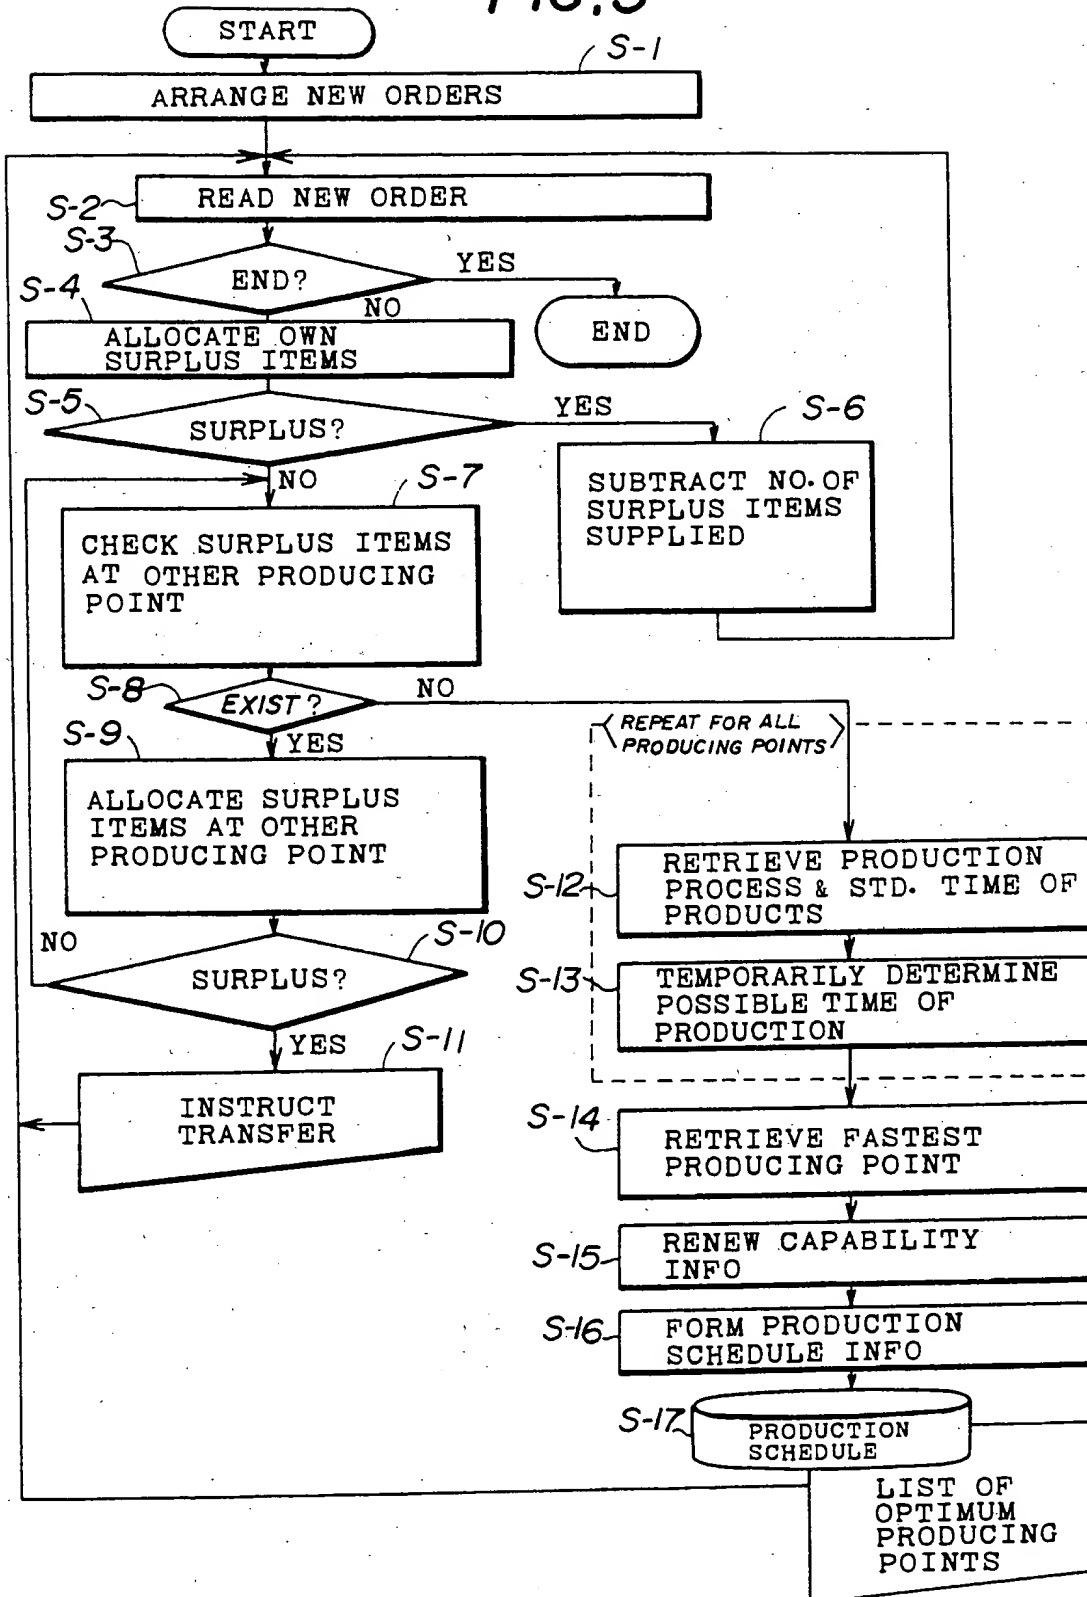 FIG. 3
START
S-1
ARRANGE NEW ORDERS
S-2
READ NEW ORDER
S-3
END?
YES
NO
END
S-4
ALLOCATE OWN
SURPLUS ITEMS
S-5
SURPLUS?
YES
NO
S-6
SUBTRACT NO. OF
SURPLUS ITEMS
SUPPLIED
S-7
CHECK SURPLUS ITEMS
AT OTHER PRODUCING
POINT
S-8
EXIST?
NO
YES
REPEAT FOR ALL
PRODUCING POINTS
S-9
ALLOCATE SURPLUS
ITEMS AT OTHER
PRODUCING POINT
S-10
NO
SURPLUS?
YES
S-11
INSTRUCT
TRANSFER
S-12
RETRIEVE PRODUCTION
PROCESS & STD. TIME OF
PRODUCTS
S-13
TEMPORARILY DETERMINE
POSSIBLE TIME OF
PRODUCTION
S-14
RETRIEVE FASTEST
PRODUCING POINT
S-15
RENEW CAPABILITY
INFO
S-16
FORM PRODUCTION
SCHEDULE INFO
S-17
PRODUCTION
SCHEDULE
LIST OF
OPTIMUM
PRODUCING
POINTS